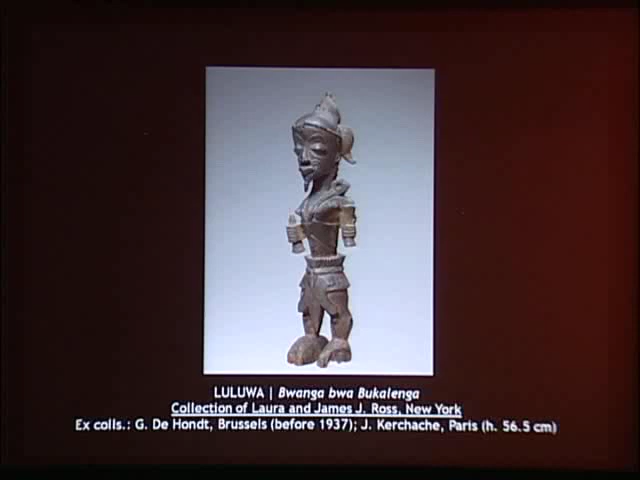 LULUWA | Bwanga bwa Bukalenga
Collection of Laura and James J. Ross, New York
Ex colls.: G. De Hondt, Brussels (before 1937); J. Kerchache, Paris (h. 56.5 cm)